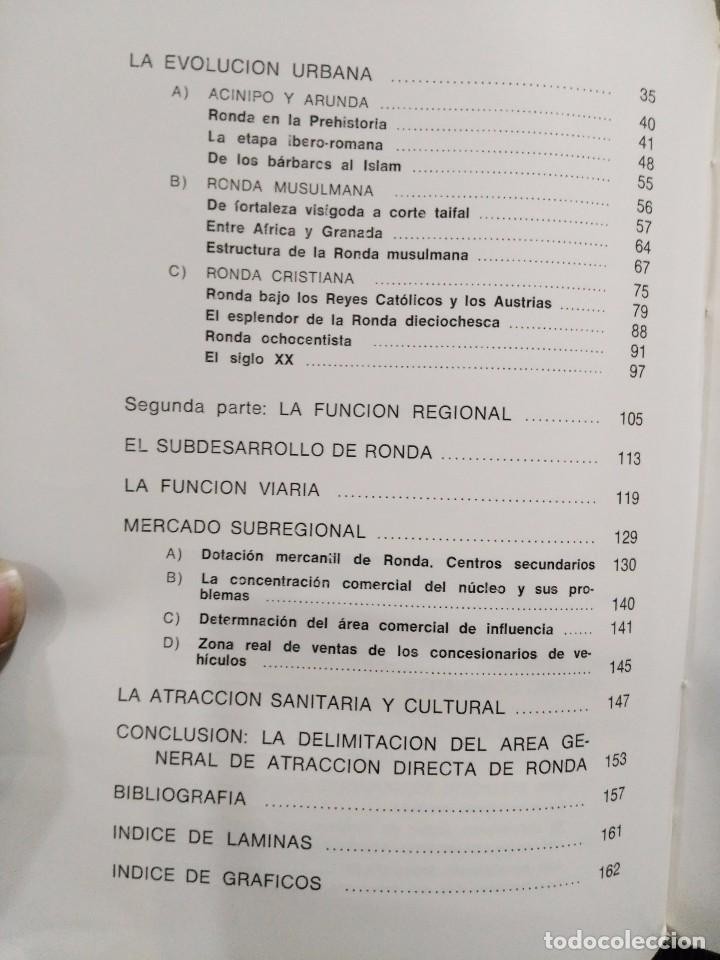 LA EVOLUCION URBANA ........................ 35
A) ACINIPO Y ARUNDA ........................ 40
Ronda en la Prehistoria ........................ 41
La etapa ibero-romana ........................ 48
De los bárbaros al Islam ........................ 55
B) RONDA MUSULMANA ........................ 56
De fortaleza visigoda a corte taifal ........................ 57
Entre Africa y Granada ........................ 64
Estructura de la Ronda musulmana ........................ 67
C) RONDA CRISTIANA ........................ 75
Ronda bajo los Reyes Católicos y los Austrias ............ 79
El esplendor de la Ronda dieciochesca ............ 88
Ronda ochocentista ........................ 91
El siglo XX ........................ 97
Segunda parte: LA FUNCION REGIONAL ............ 105
EL SUBDESARROLLO DE RONDA ........................ 113
LA FUNCION VIARIA ........................ 119
MERCADO SUBREGIONAL ........................ 129
A) Dotación mercanil de Ronda. Centros secundarios 130
B) La concentración comercial del núcleo y sus pro-
blemas ........................ 140
C) Determnación del área comercial de influencia ...... 141
D) Zona real de ventas de los concesionarios de ve-
hículos ........................ 145
LA ATRACCION SANITARIA Y CULTURAL ............ 147
CONCLUSION: LA DELIMITACION DEL AREA GE-
NERAL DE ATRACCION DIRECTA DE RONDA 153
BIBLIOGRAFIA ........................ 157
INDICE DE LAMINAS ........................ 161
INDICE DE GRAFICOS ........................ 162
todocoleccion.net